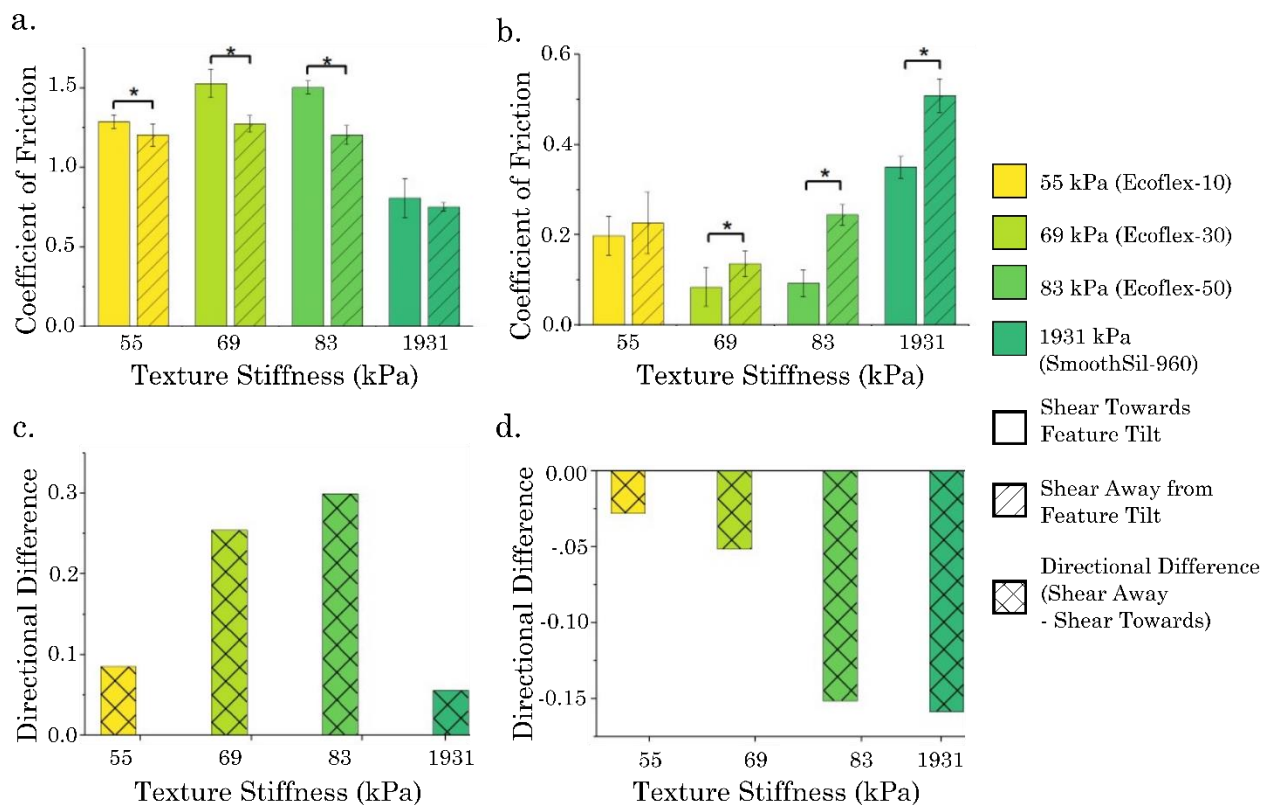 a.
Coefficient of Friction
1.5
1.0
0.5
0.0
*
*
*
55 69 83 1931
Texture Stiffness (kPa)
b.
Coefficient of Friction
0.6
0.4
0.2
0.0
*
*
*
55 69 83 1931
Texture Stiffness (kPa)
55 kPa (Ecoflex-10)
69 kPa (Ecoflex-30)
83 kPa (Ecoflex-50)
1931 kPa
(SmoothSil-960)
Shear Towards
Feature Tilt
Shear Away from
Feature Tilt
Directional Difference
(Shear Away
- Shear Towards)
c.
Directional Difference
0.3
0.2
0.1
0.0
55 69 83 1931
Texture Stiffness (kPa)
d.
Directional Difference
0.00
-.05
-0.10
-0.15
55 69 83 1931
Texture Stiffness (kPa)